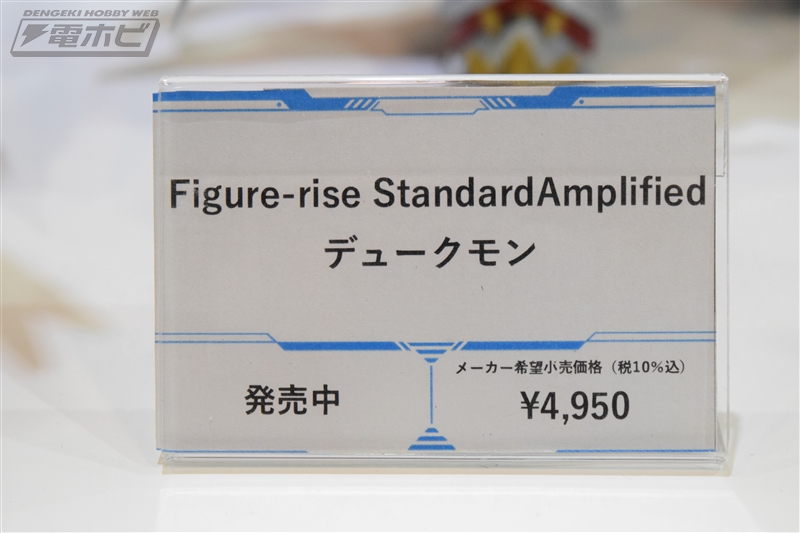 DENGEKI HOBBY WEB
電ホビ
Figure-rise StandardAmplified
デュークモン
発売中
メーカー希望小売価格（税10%込）
¥4,950